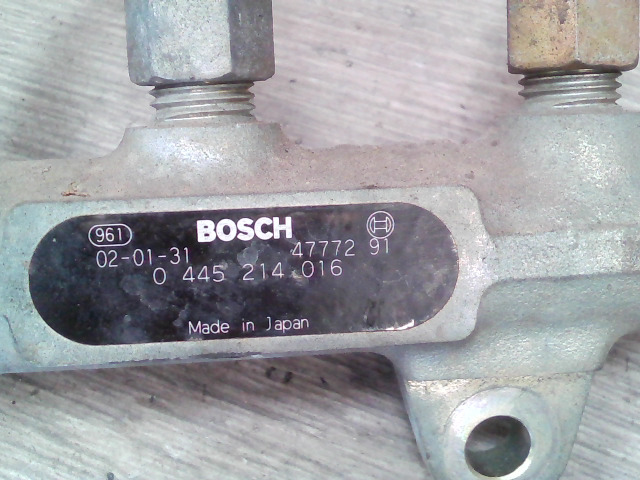 961 BOSCH
02-01-31 47772 91
0 445 214 016
Made in Japan